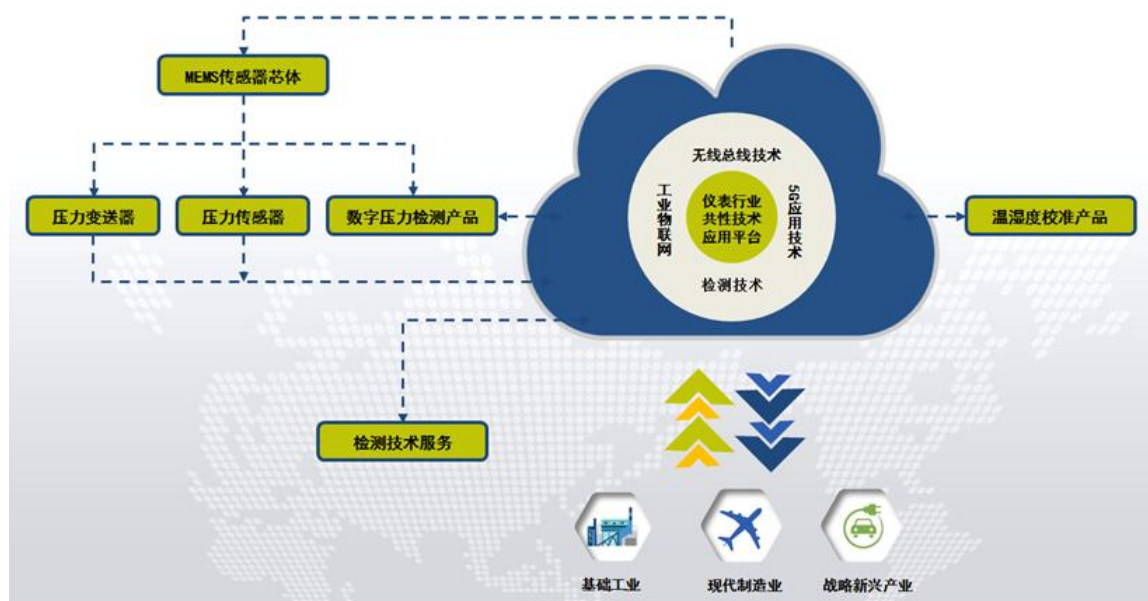 MEMS传感器芯体
无线总线技术
工业物联网
仪表行业
共性技术
应用平台
5G应用技术
检测技术
压力变送器
压力传感器
数字压力检测产品
温湿度校准产品
检测技术服务
基础工业
现代制造业
战略新兴产业